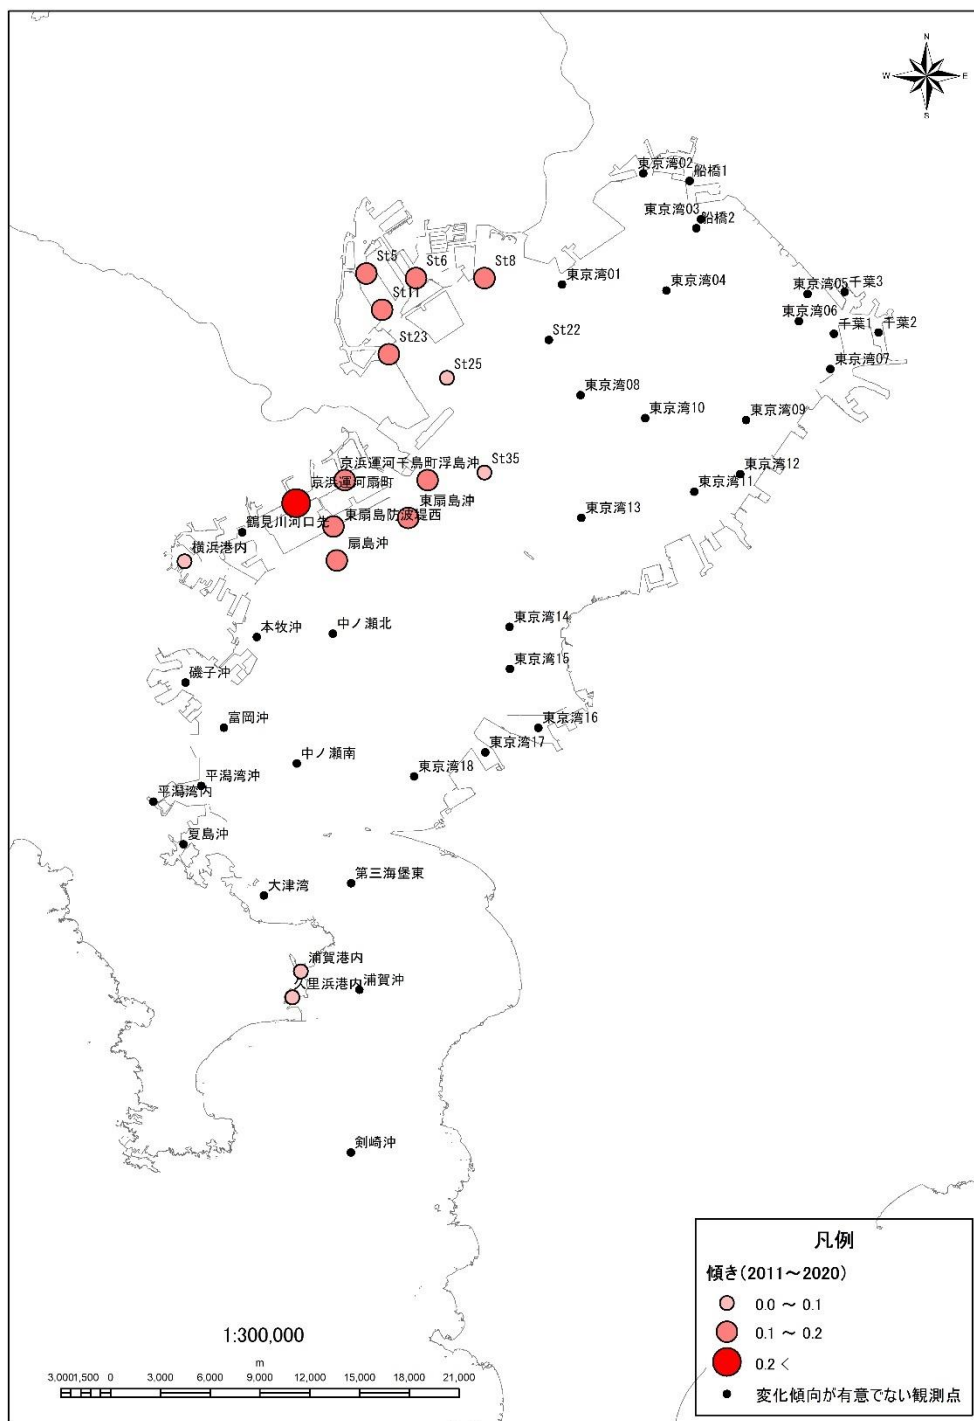 N
W
E
S
東京湾02
船橋1
東京湾03
船橋2
St5
St6
St8
東京湾01
東京湾04
東京湾05
千葉3
St11
東京湾06
千葉1
千葉2
St22
St23
東京湾07
St25
東京湾08
東京湾10
東京湾09
京浜運河千鳥町
浮島沖
St35
東京湾12
京浜運河扇町
東京湾11
東扇島沖
鶴見川河口先
東扇島防波堤西
東京湾13
横浜港内
扇島沖
本牧沖
中ノ瀬北
東京湾14
磯子沖
東京湾15
富岡沖
東京湾16
中ノ瀬南
東京湾17
東京湾18
平潟湾沖
平潟湾内
夏島沖
大津湾
第三海堡東
浦賀港内
久里浜港内
浦賀沖
剣崎沖
凡例
傾き(2011～2020)
0.0 ～ 0.1
0.1 ～ 0.2
0.2 <
変化傾向が有意でない観測点
1:300,000
m
3,000 1,500 0 3,000 6,000 9,000 12,000 15,000 18,000 21,000